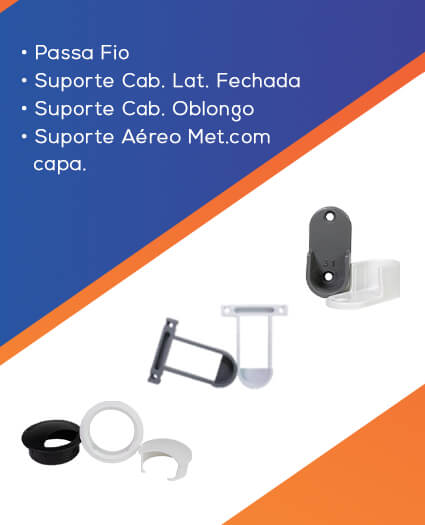 • Passa Fio
• Suporte Cab. Lat. Fechada
• Suporte Cab. Oblongo
• Suporte Aéreo Met.com
capa.